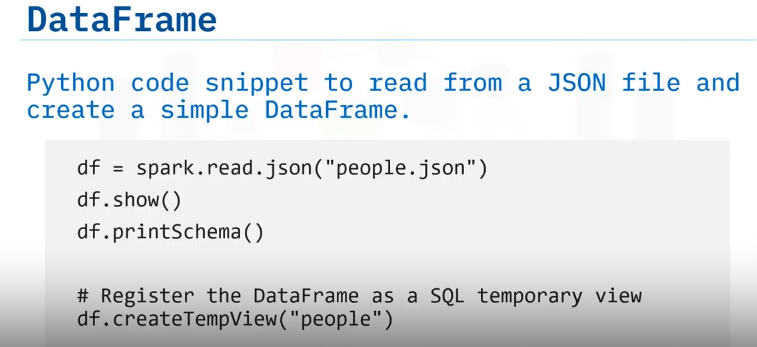 DataFrame
Python code snippet to read from a JSON file and
create a simple DataFrame.
df = spark.read.json("people.json")
df.show()
df.printSchema()
# Register the DataFrame as a SQL temporary view
df.createTempView("people")